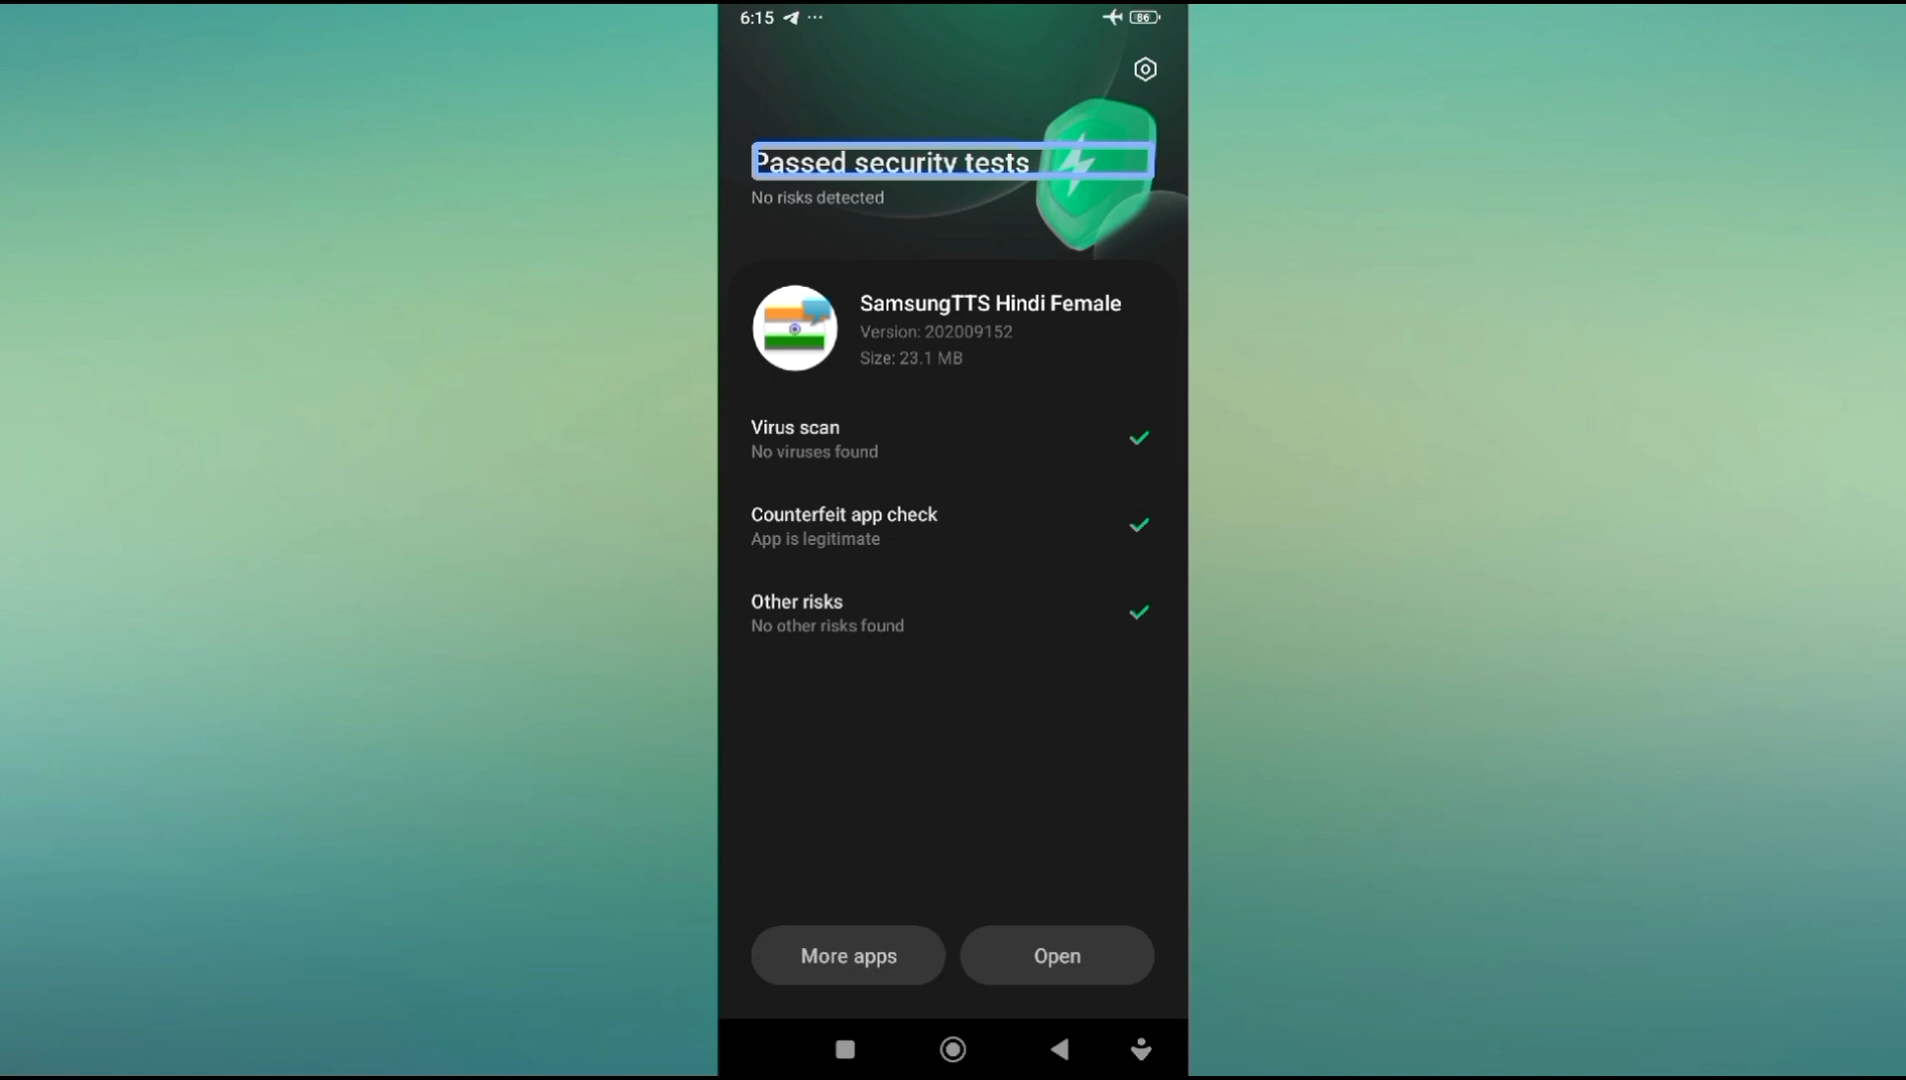 6:15
86
Passed security tests
No risks detected
SamsungTTS Hindi Female
Version: 202009152
Size: 23.1 MB
Virus scan
No viruses found
Counterfeit app check
App is legitimate
Other risks
No other risks found
More apps
Open